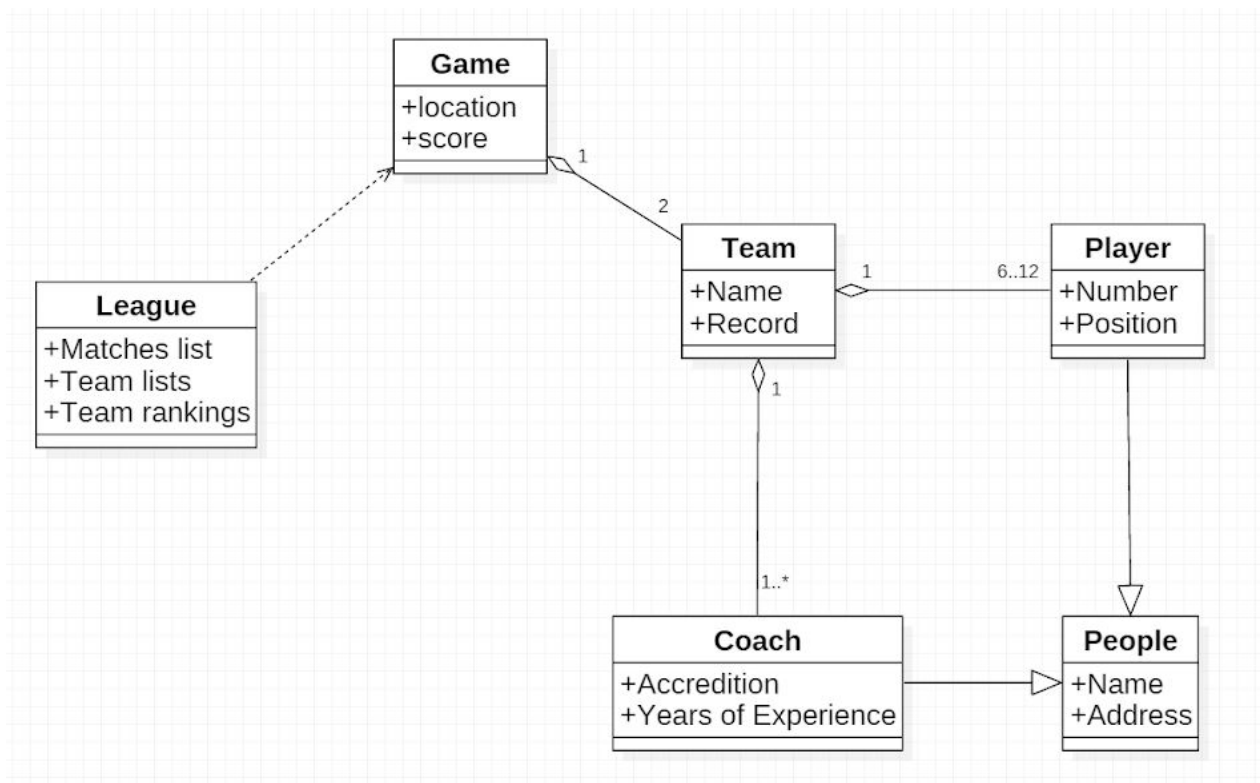 Game
+location
+score
1
2
Team
+Name
+Record
1
6..12
Player
+Number
+Position
League
+Matches list
+Team lists
+Team rankings
1
1..*
Coach
+Accredition
+Years of Experience
People
+Name
+Address